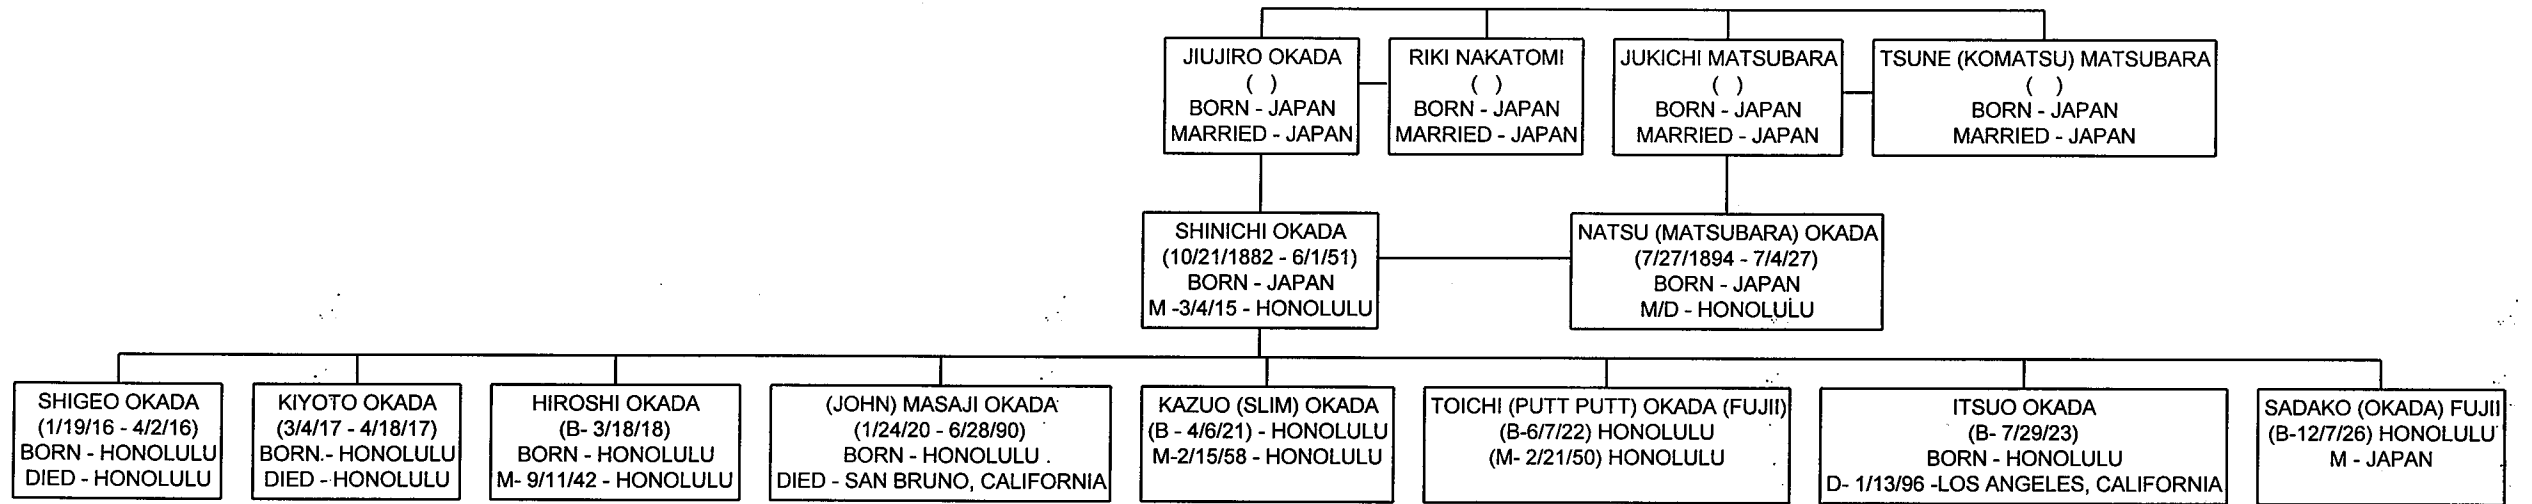 JIUJIRO OKADA
( )
BORN - JAPAN
MARRIED - JAPAN
RIKI NAKATOMI
( )
BORN - JAPAN
MARRIED - JAPAN
JUKICHI MATSUBARA
( )
BORN - JAPAN
MARRIED - JAPAN
TSUNE (KOMATSU) MATSUBARA
( )
BORN - JAPAN
MARRIED - JAPAN
SHINICHI OKADA
(10/21/1882 - 6/1/51)
BORN - JAPAN
M -3/4/15 - HONOLULU
NATSU (MATSUBARA) OKADA
(7/27/1894 - 7/4/27)
BORN - JAPAN
M/D - HONOLULU
SHIGEO OKADA
(1/19/16 - 4/2/16)
BORN - HONOLULU
DIED - HONOLULU
KIYOTO OKADA
(3/4/17 - 4/18/17)
BORN - HONOLULU
DIED - HONOLULU
HIROSHI OKADA
(B- 3/18/18)
BORN - HONOLULU
M- 9/11/42 - HONOLULU
(JOHN) MASAJI OKADA
(1/24/20 - 6/28/90)
BORN - HONOLULU
DIED - SAN BRUNO, CALIFORNIA
KAZUO (SLIM) OKADA
(B - 4/6/21) - HONOLULU
M-2/15/58 - HONOLULU
TOICHI (PUTT PUTT) OKADA (FUJII)
(B-6/7/22) HONOLULU
(M- 2/21/50) HONOLULU
ITSUO OKADA
(B- 7/29/23)
BORN - HONOLULU
D- 1/13/96 -LOS ANGELES, CALIFORNIA
SADAKO (OKADA) FUJII
(B-12/7/26) HONOLULU
M - JAPAN